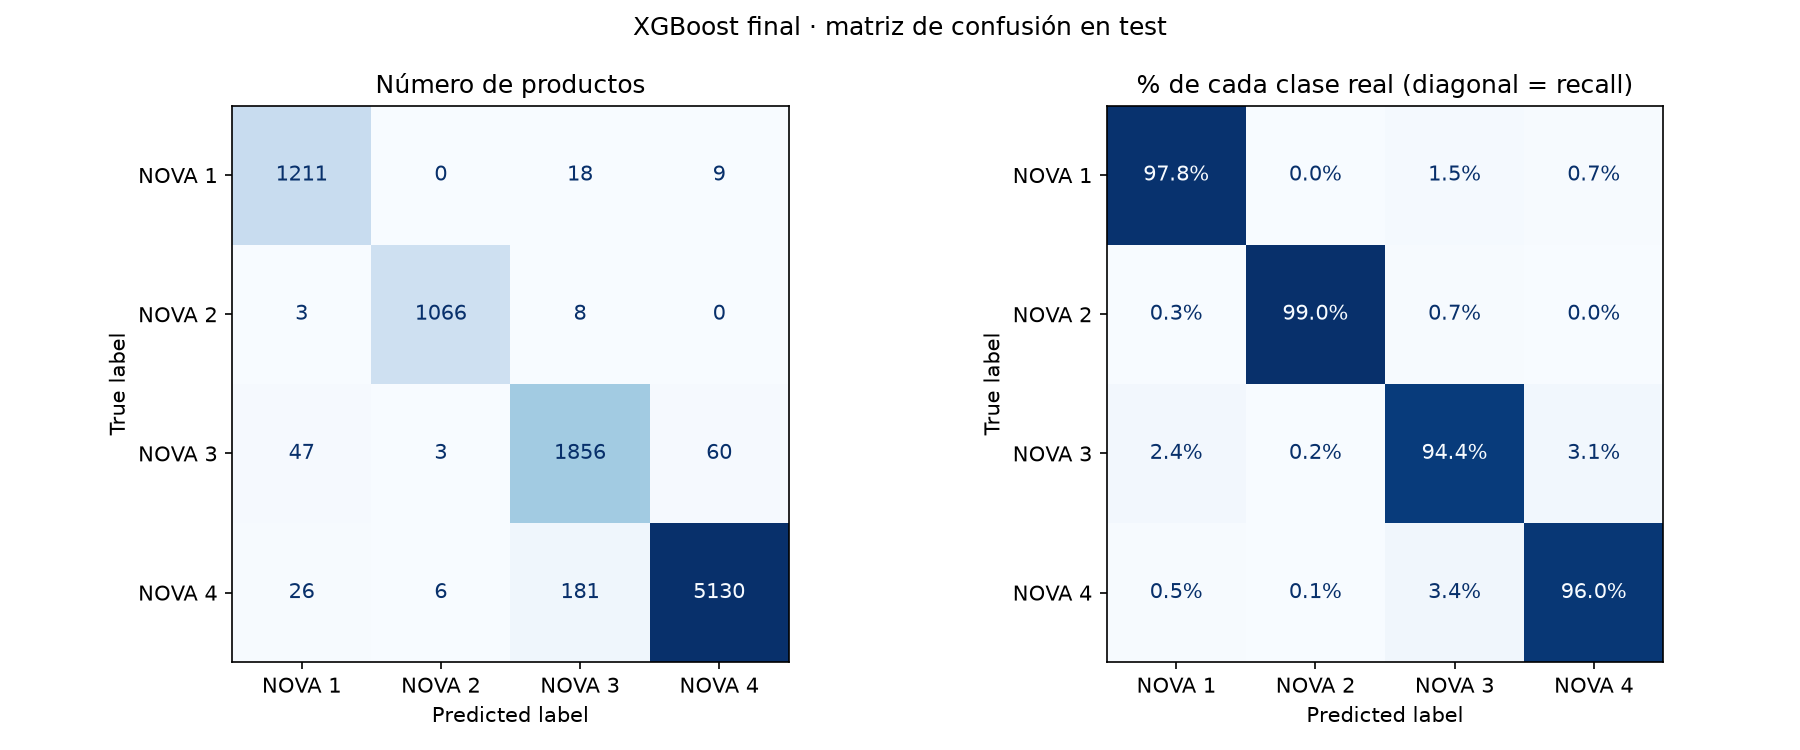 XGBoost final · matriz de confusión en test
Número de productos
NOVA 1 1211 0 18 9
NOVA 2 3 1066 8 0
NOVA 3 47 3 1856 60
NOVA 4 26 6 181 5130
True label
NOVA 1 NOVA 2 NOVA 3 NOVA 4
Predicted label
% de cada clase real (diagonal = recall)
NOVA 1 97.8% 0.0% 1.5% 0.7%
NOVA 2 0.3% 99.0% 0.7% 0.0%
NOVA 3 2.4% 0.2% 94.4% 3.1%
NOVA 4 0.5% 0.1% 3.4% 96.0%
True label
NOVA 1 NOVA 2 NOVA 3 NOVA 4
Predicted label